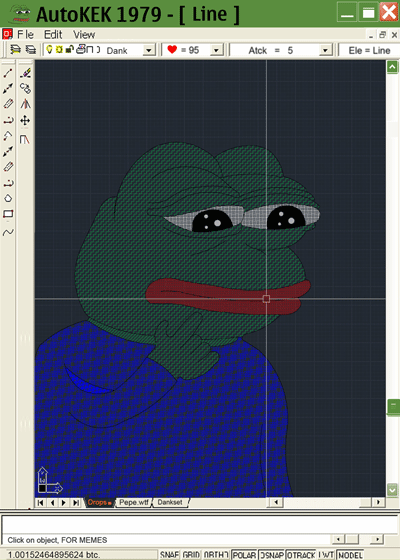 AutoKEK 1979 - [ Line ]
File Edit View
Dank = 95 Atck = 5 Ele = Line
Drops Pepe.wtf Dankset
Click on object, FOR MEMES
1.00152464895624 btc. SNAP GRID ORTHO POLAR OSNAP OTRACK LWT MODEL